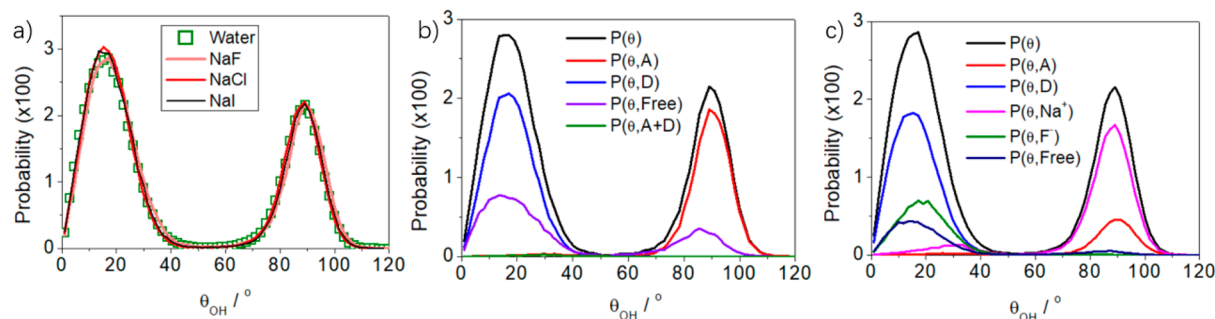 a)
Water
NaF
NaCl
NaI
3
2
1
0
Probability (x100)
0 20 40 60 80 100 120
θOH / °
b)
P(θ)
P(θ,A)
P(θ,D)
P(θ,Free)
P(θ,A+D)
3
2
1
0
Probability (x100)
0 20 40 60 80 100 120
θOH / °
c)
P(θ)
P(θ,A)
P(θ,D)
P(θ,Na⁺)
P(θ,F⁻)
P(θ,Free)
3
2
1
0
Probability (x100)
0 20 40 60 80 100 120
θOH / °